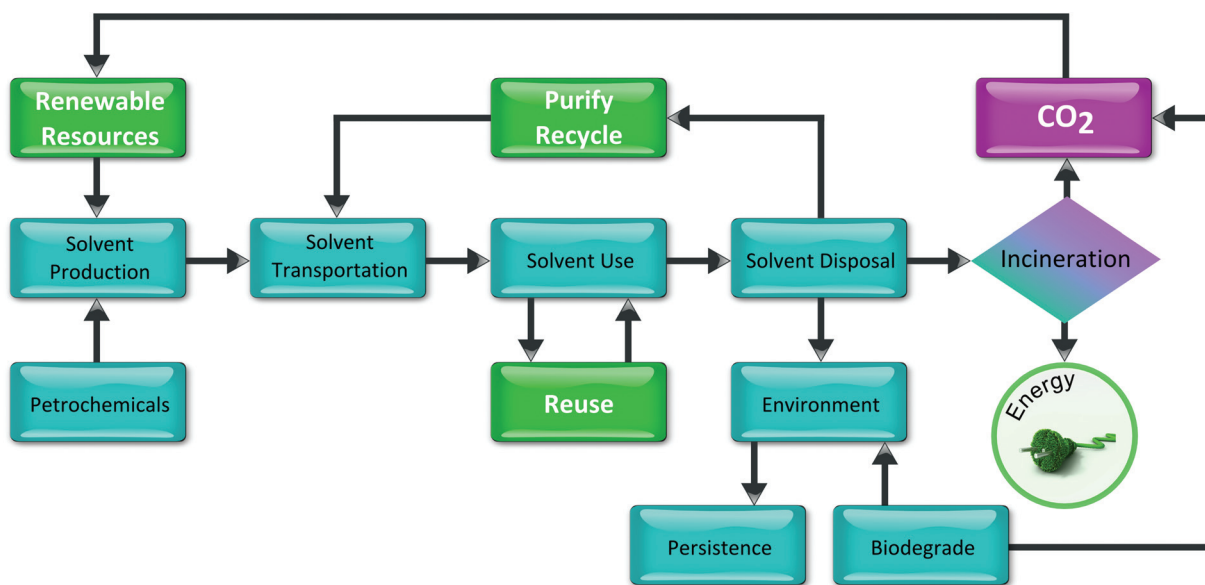 Renewable
Resources
Purify
Recycle
CO2
Solvent
Production
Solvent
Transportation
Solvent Use
Solvent Disposal
Incineration
Petrochemicals
Reuse
Environment
Energy
Persistence
Biodegrade